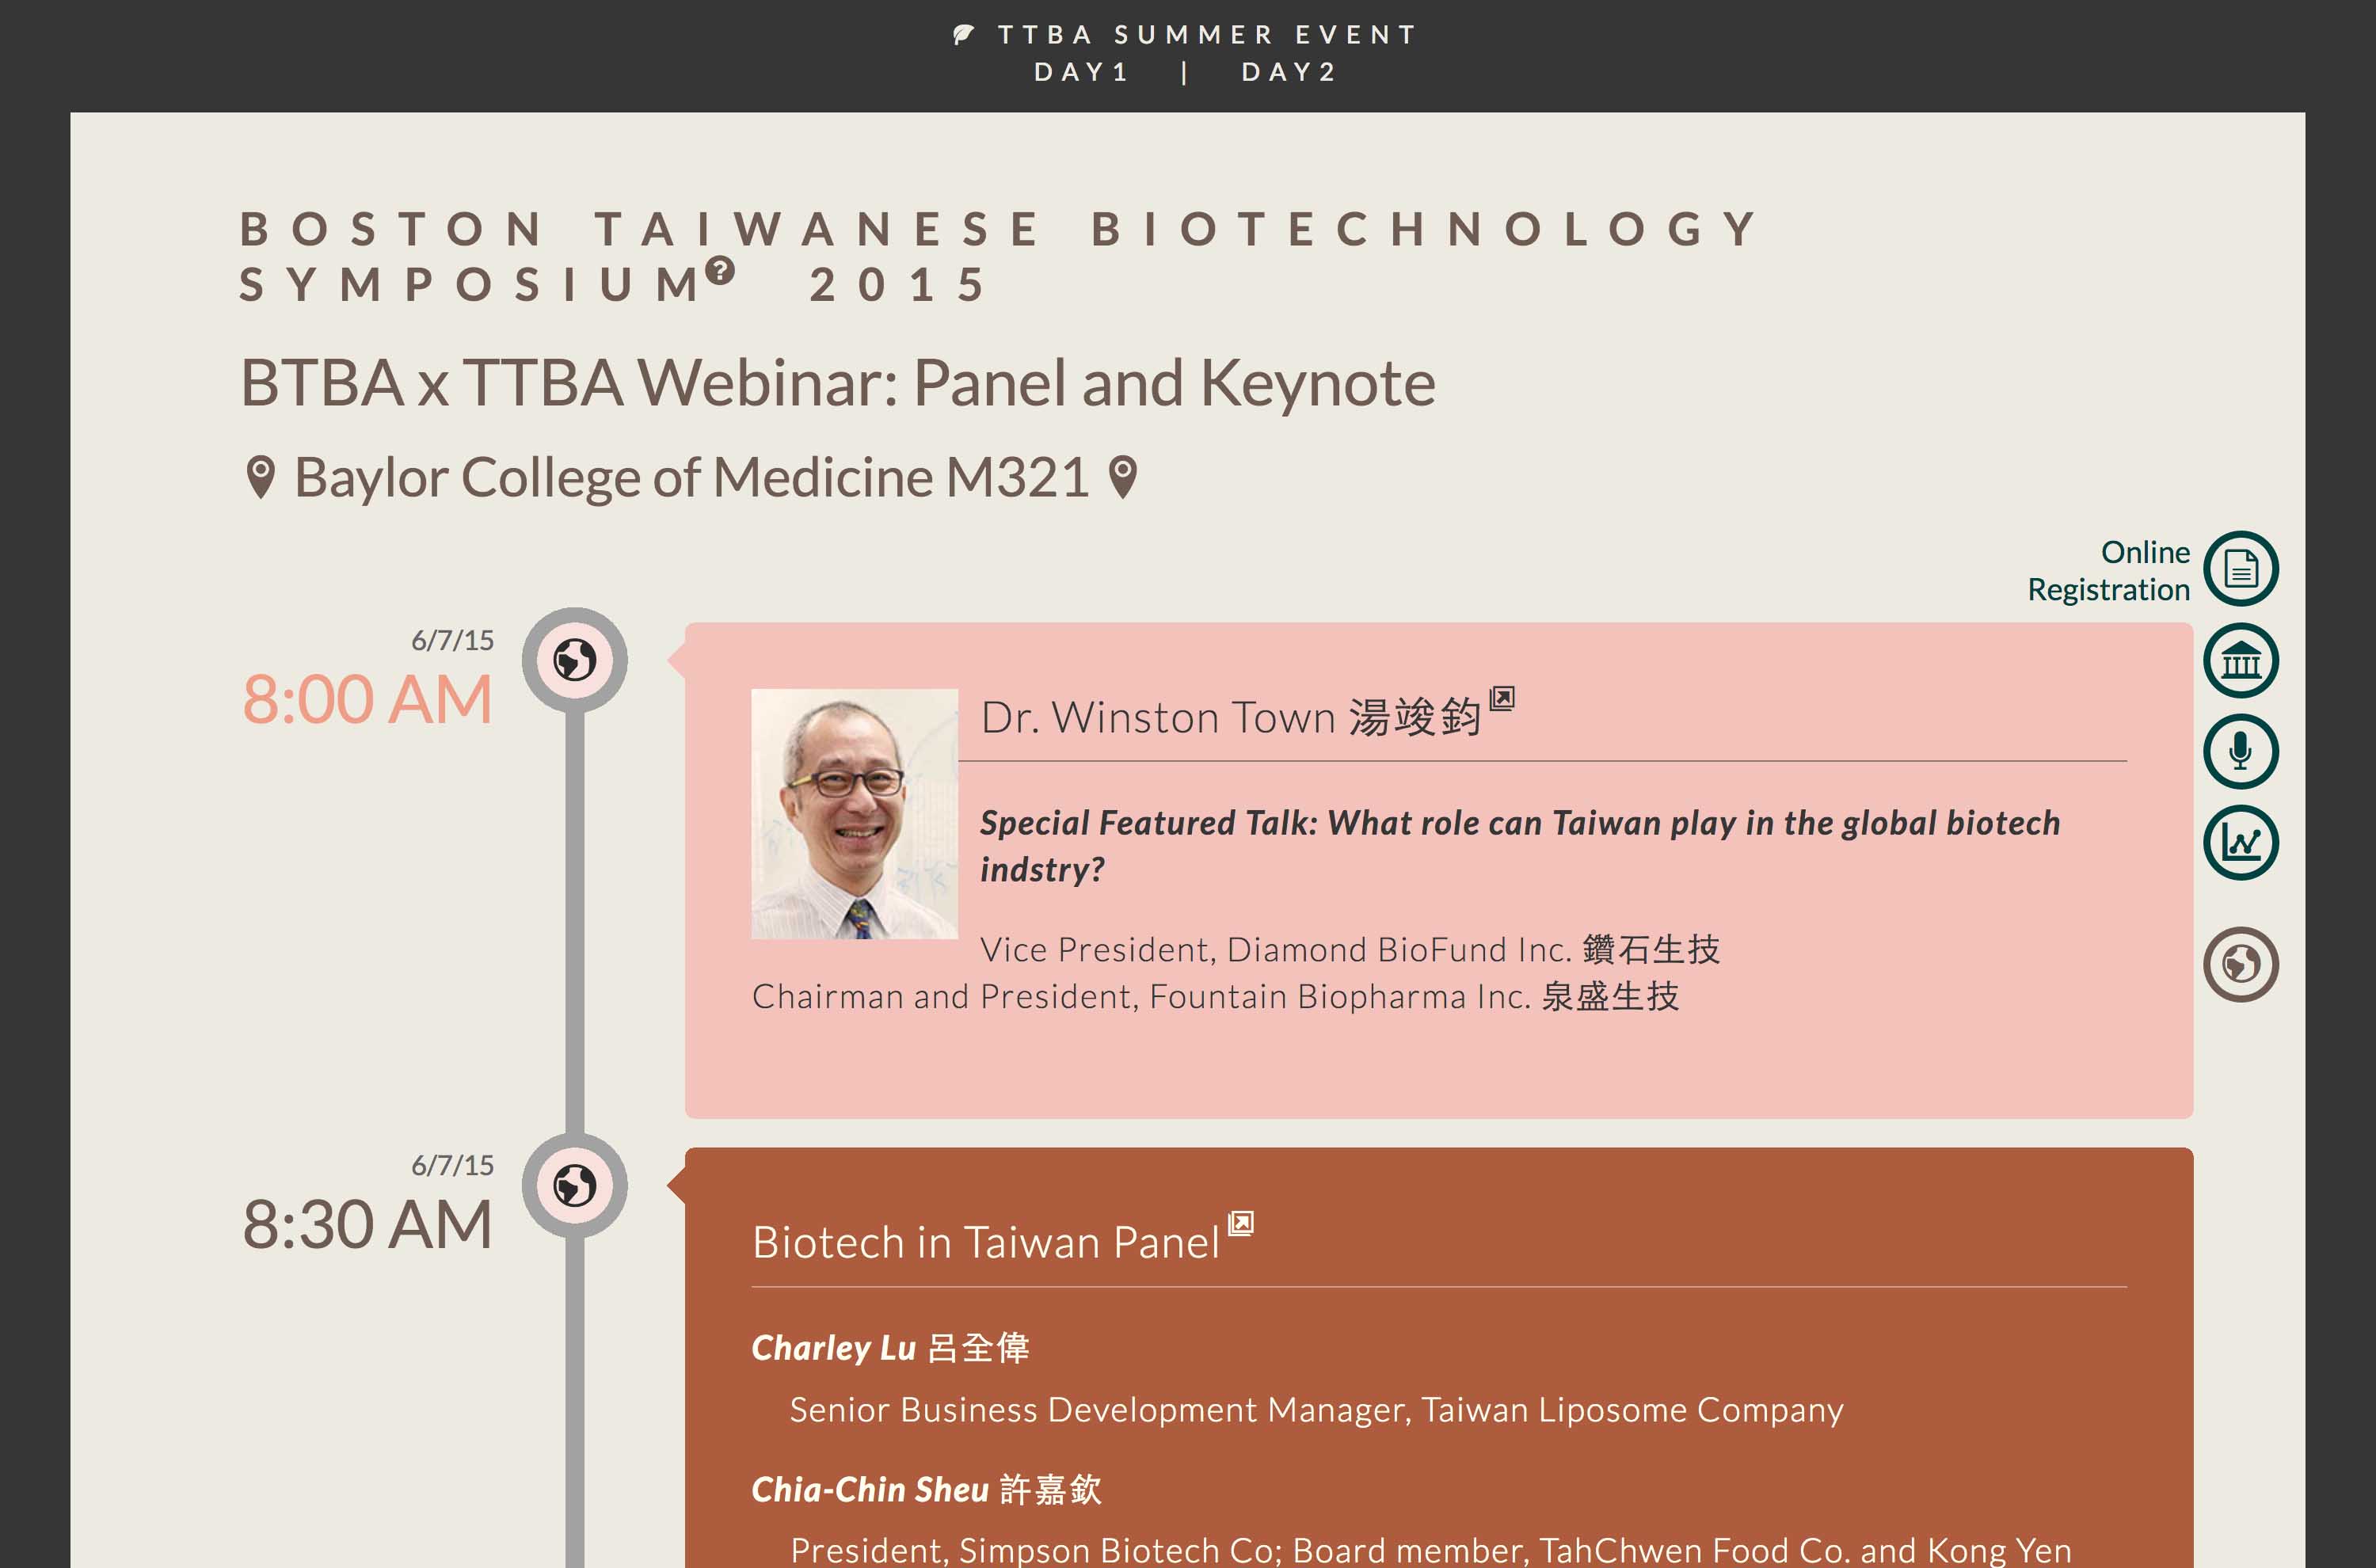 TTBA SUMMER EVENT
DAY1 | DAY2
BOSTON TAIWANESE BIOTECHNOLOGY
SYMPOSIUM? 2015
BTBA x TTBA Webinar: Panel and Keynote
Baylor College of Medicine M321
Online
Registration
6/7/15
8:00 AM
Dr. Winston Town 湯竣鈞
Special Featured Talk: What role can Taiwan play in the global biotech
indstry?
Vice President, Diamond BioFund Inc. 鑽石生技
Chairman and President, Fountain Biopharma Inc. 泉盛生技
6/7/15
8:30 AM
Biotech in Taiwan Panel
Charley Lu 呂全偉
Senior Business Development Manager, Taiwan Liposome Company
Chia-Chin Sheu 許嘉欽
President, Simpson Biotech Co; Board member, TahChwen Food Co. and Kong Yen